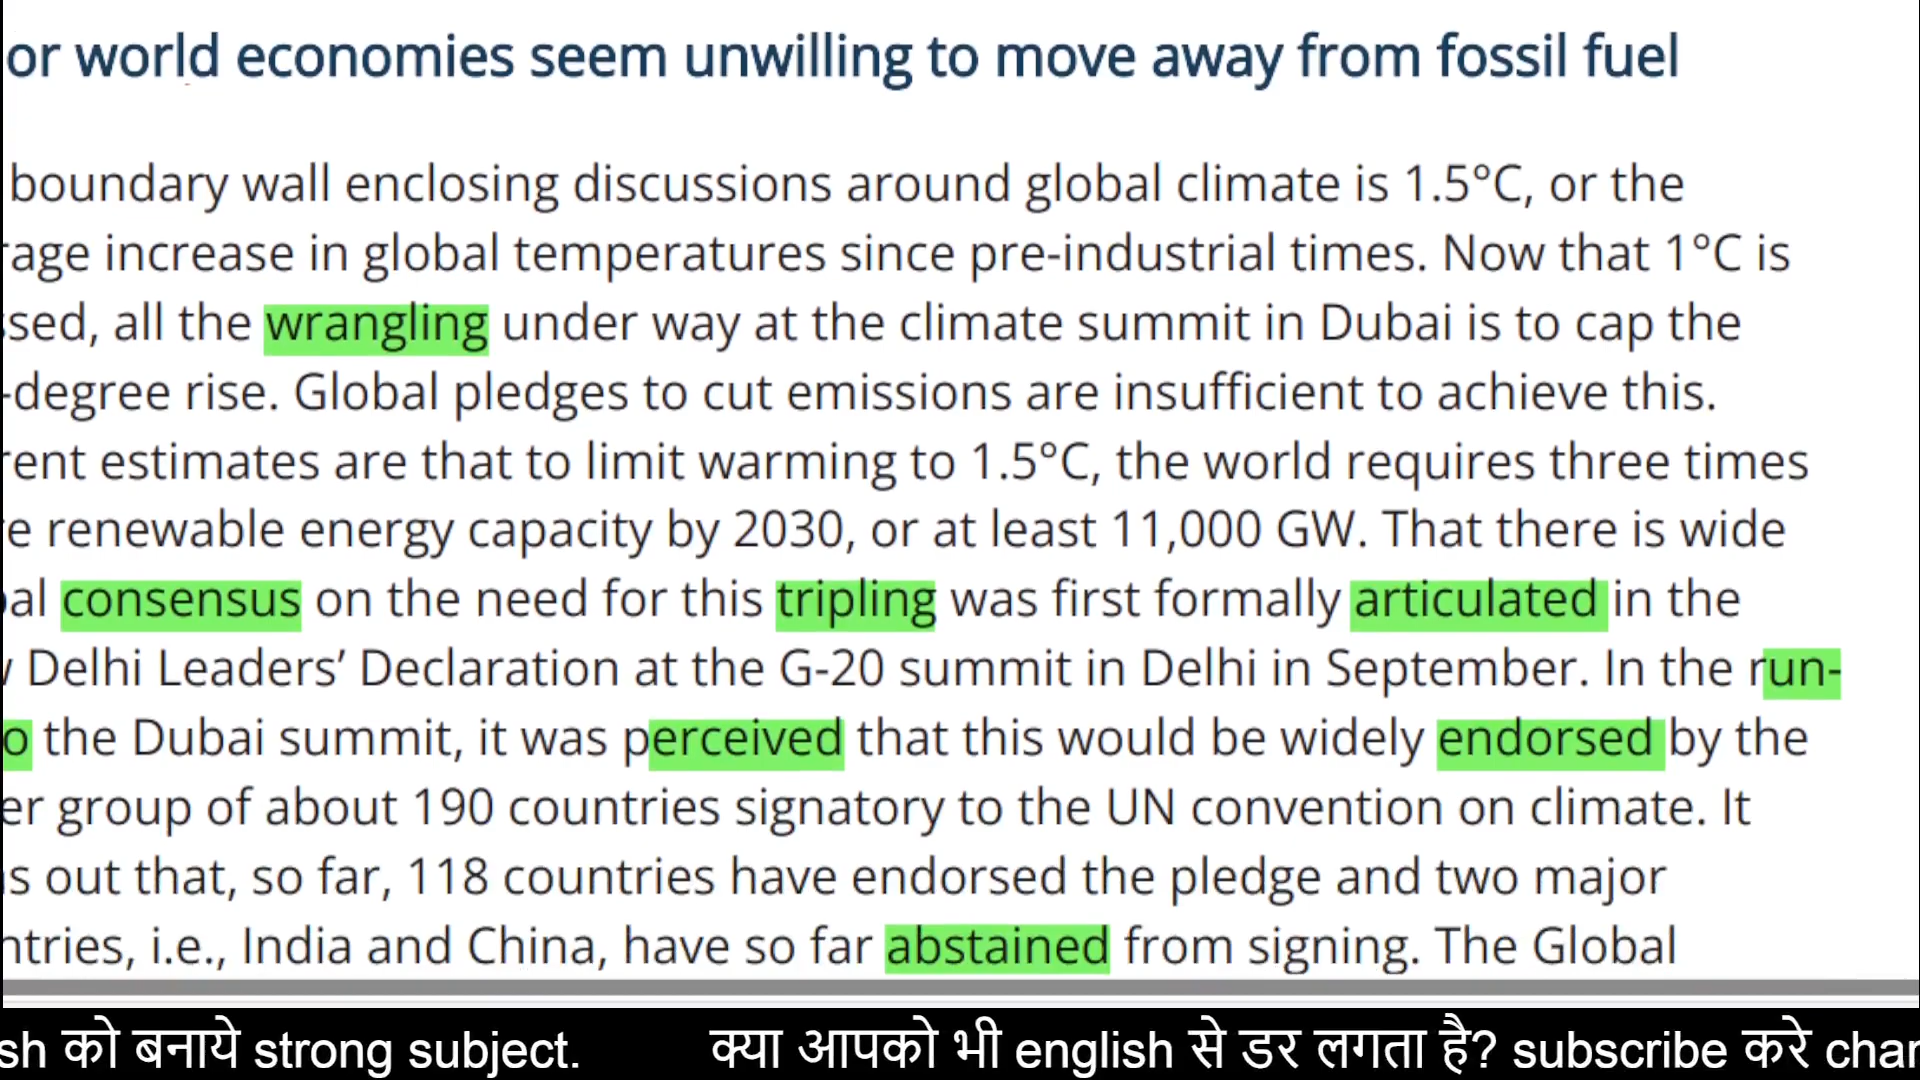 or world economies seem unwilling to move away from fossil fuel
boundary wall enclosing discussions around global climate is 1.5°C, or the
rage increase in global temperatures since pre-industrial times. Now that 1°C is
ssed, all the wrangling under way at the climate summit in Dubai is to cap the
-degree rise. Global pledges to cut emissions are insufficient to achieve this.
rent estimates are that to limit warming to 1.5°C, the world requires three times
e renewable energy capacity by 2030, or at least 11,000 GW. That there is wide
al consensus on the need for this tripling was first formally articulated in the
Delhi Leaders’ Declaration at the G-20 summit in Delhi in September. In the run-
o the Dubai summit, it was perceived that this would be widely endorsed by the
er group of about 190 countries signatory to the UN convention on climate. It
s out that, so far, 118 countries have endorsed the pledge and two major
ntries, i.e., India and China, have so far abstained from signing. The Global
sh को बनाये strong subject. क्या आपको भी english से डर लगता है? subscribe करे char